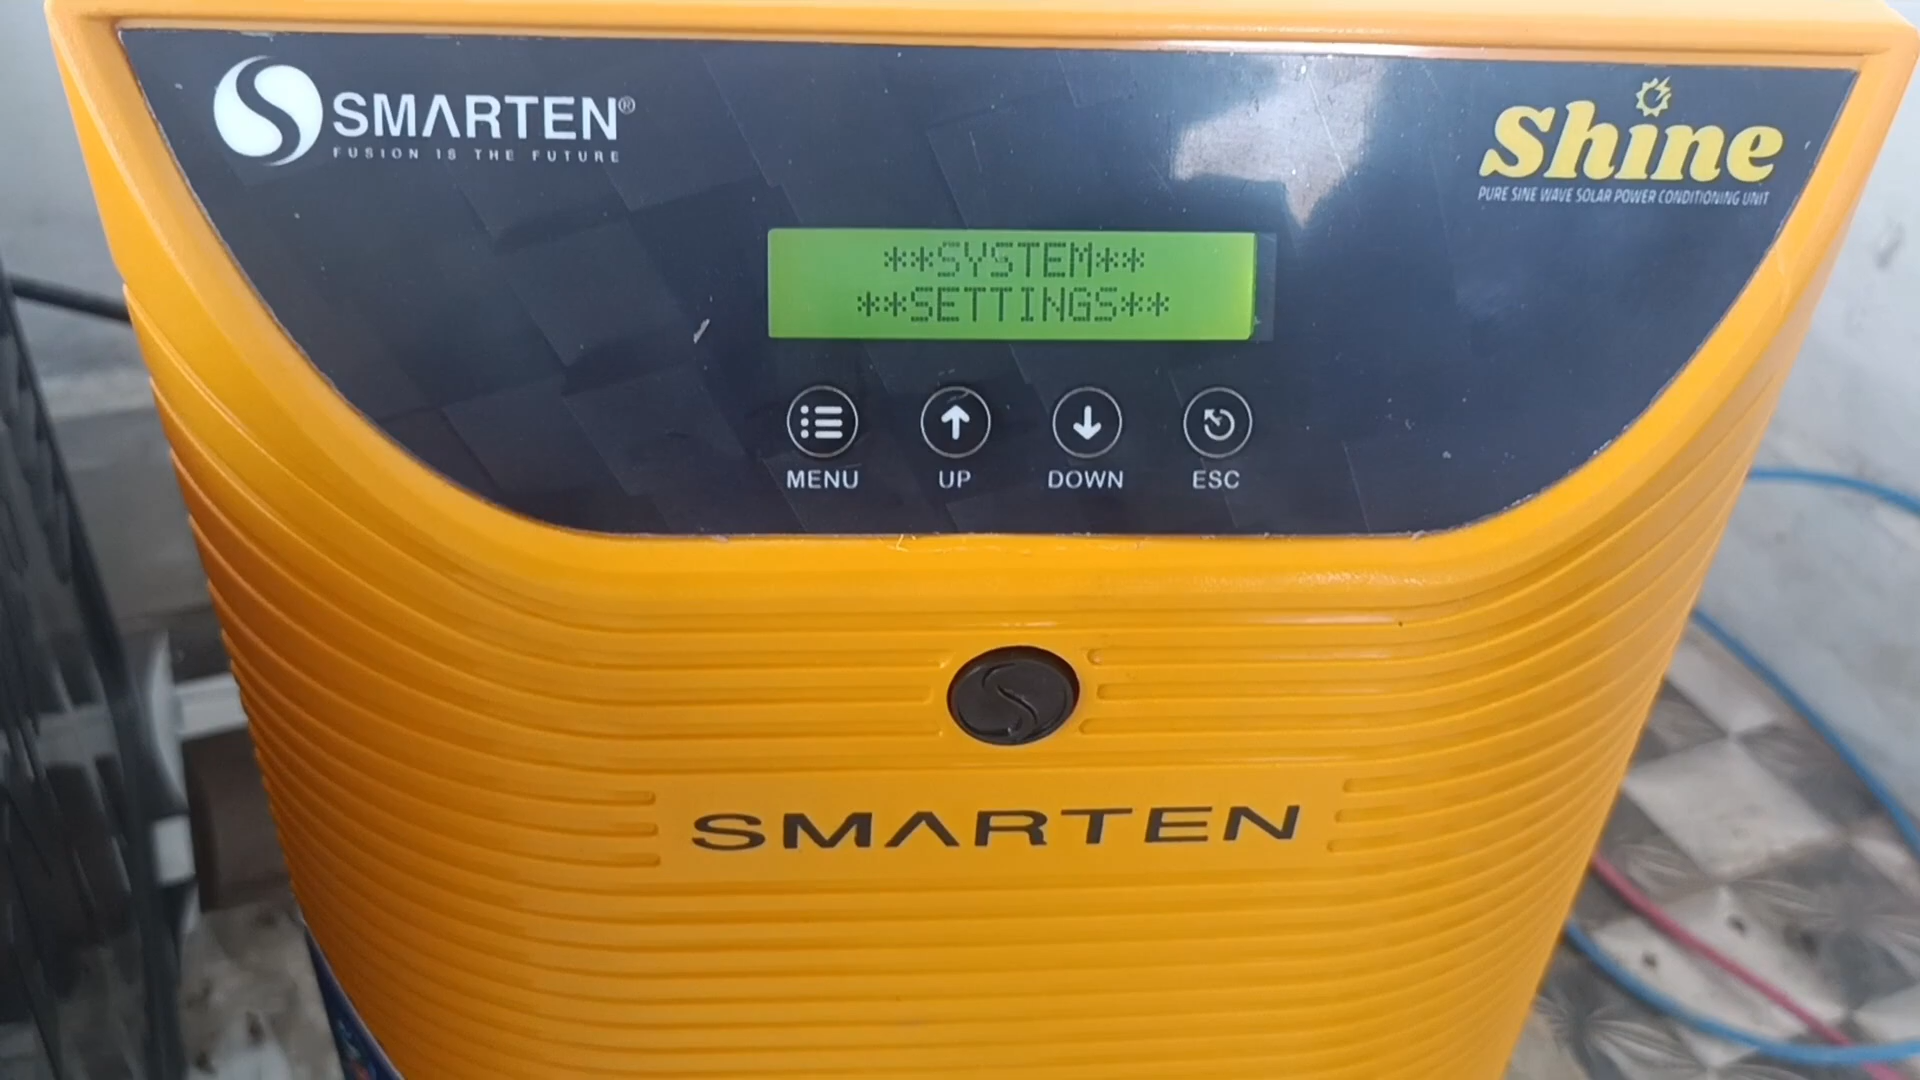 SMARTEN®
FUSION IS THE FUTURE
Shine
PURE SINE WAVE SOLAR POWER CONDITIONING UNIT
**SYSTEM**
**SETTINGS**
MENU UP DOWN ESC
SMARTEN